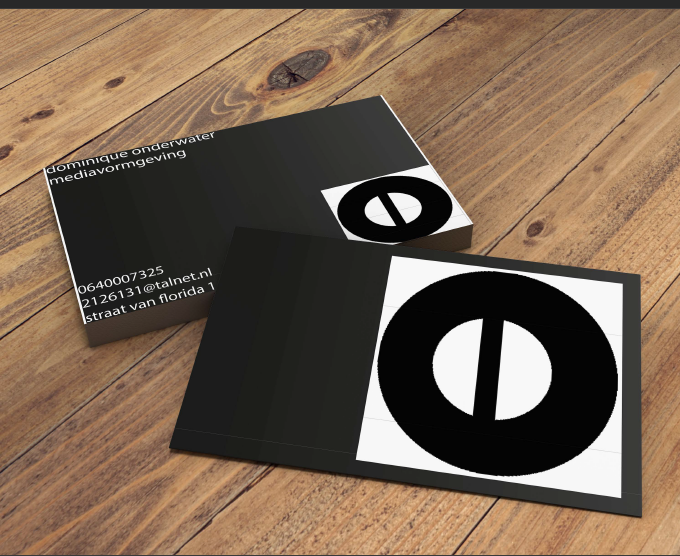 dominique onderwater
mediavormgeving
0640007325
2126131@talnet.nl
straat van florida 1